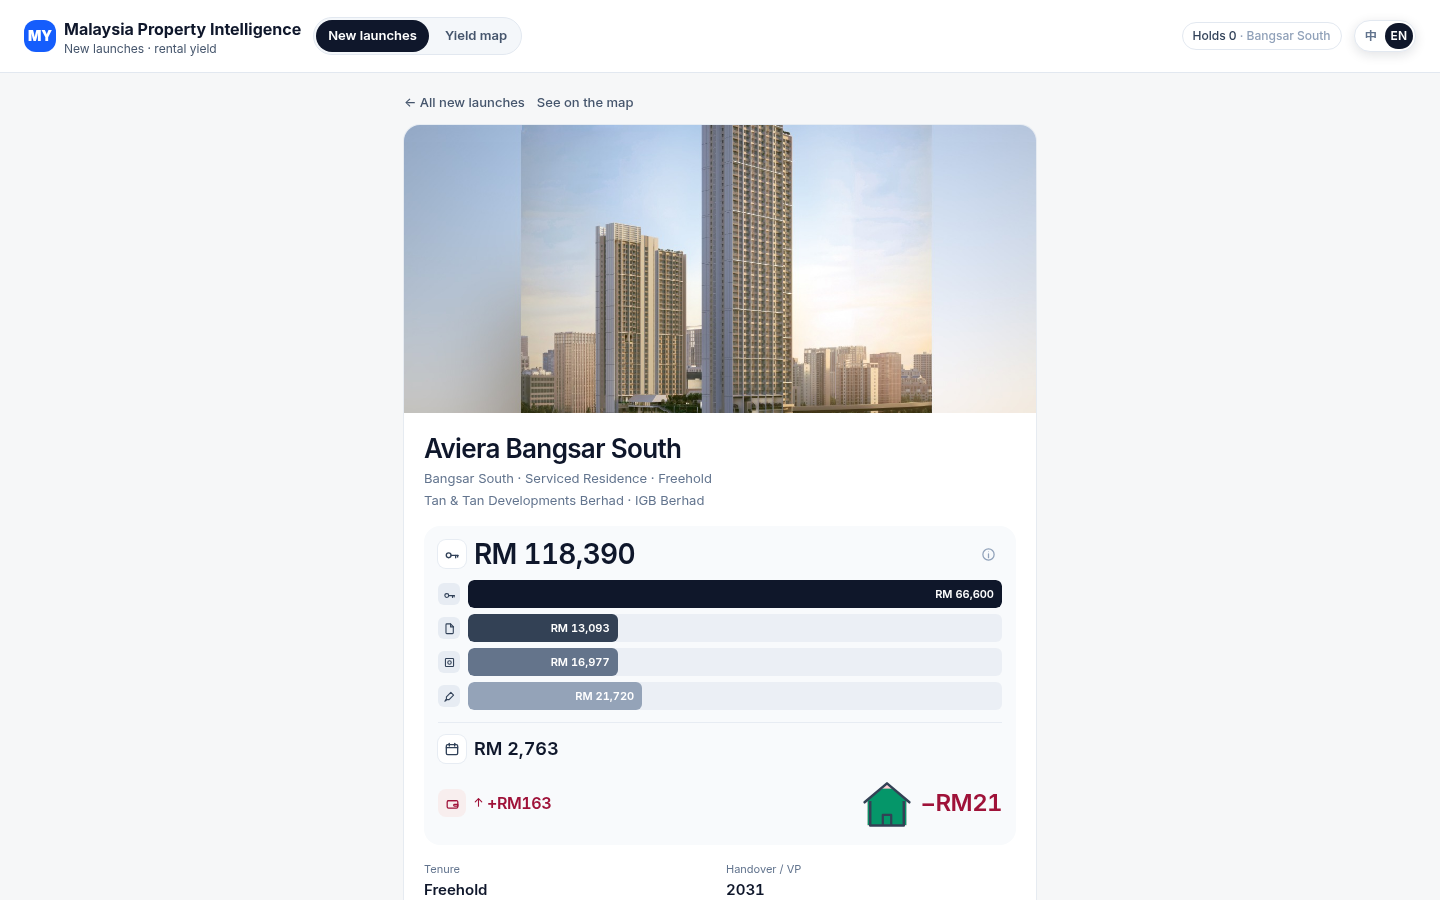 MY
Malaysia Property Intelligence
New launches · rental yield
New launches
Yield map
Holds 0 · Bangsar South
中
EN
← All new launches
See on the map
Aviera Bangsar South
Bangsar South · Serviced Residence · Freehold
Tan & Tan Developments Berhad · IGB Berhad
RM 118,390
RM 66,600
RM 13,093
RM 16,977
RM 21,720
RM 2,763
↑ +RM163
−RM21
Tenure
Handover / VP
Freehold
2031